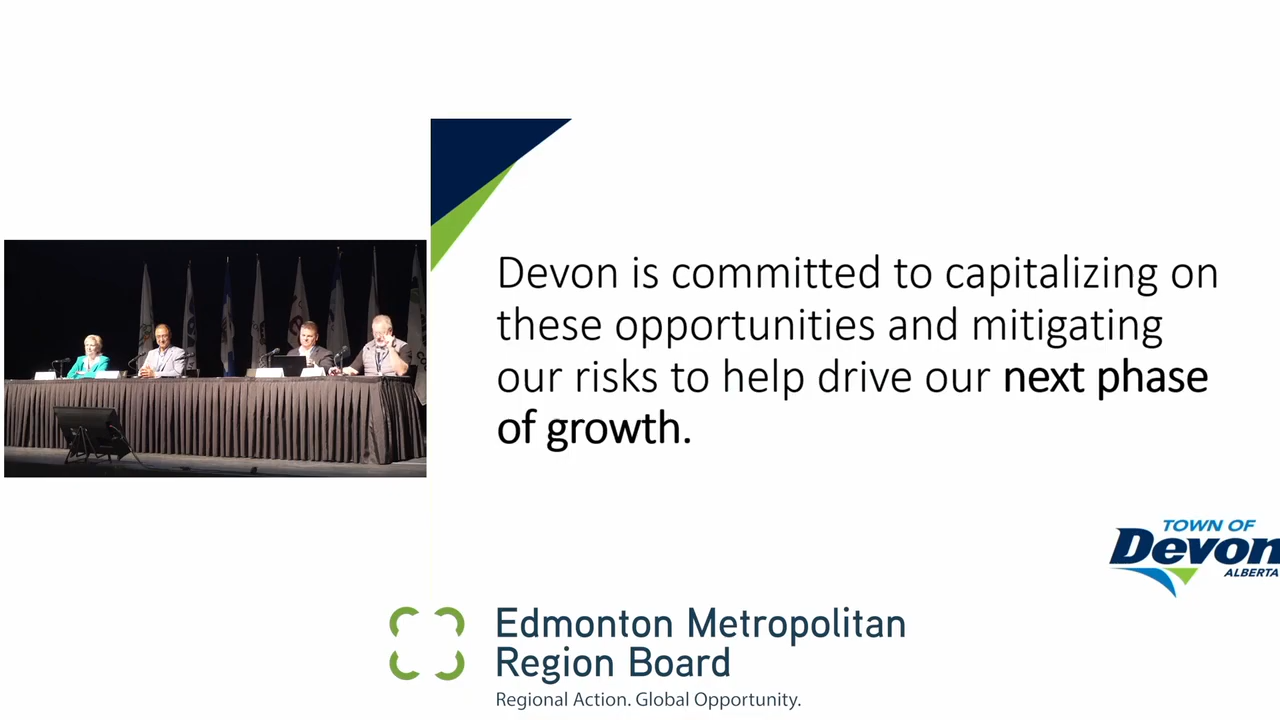 Devon is committed to capitalizing on
these opportunities and mitigating
our risks to help drive our next phase
of growth.
TOWN OF
Devon
ALBERTA
Edmonton Metropolitan
Region Board
Regional Action. Global Opportunity.